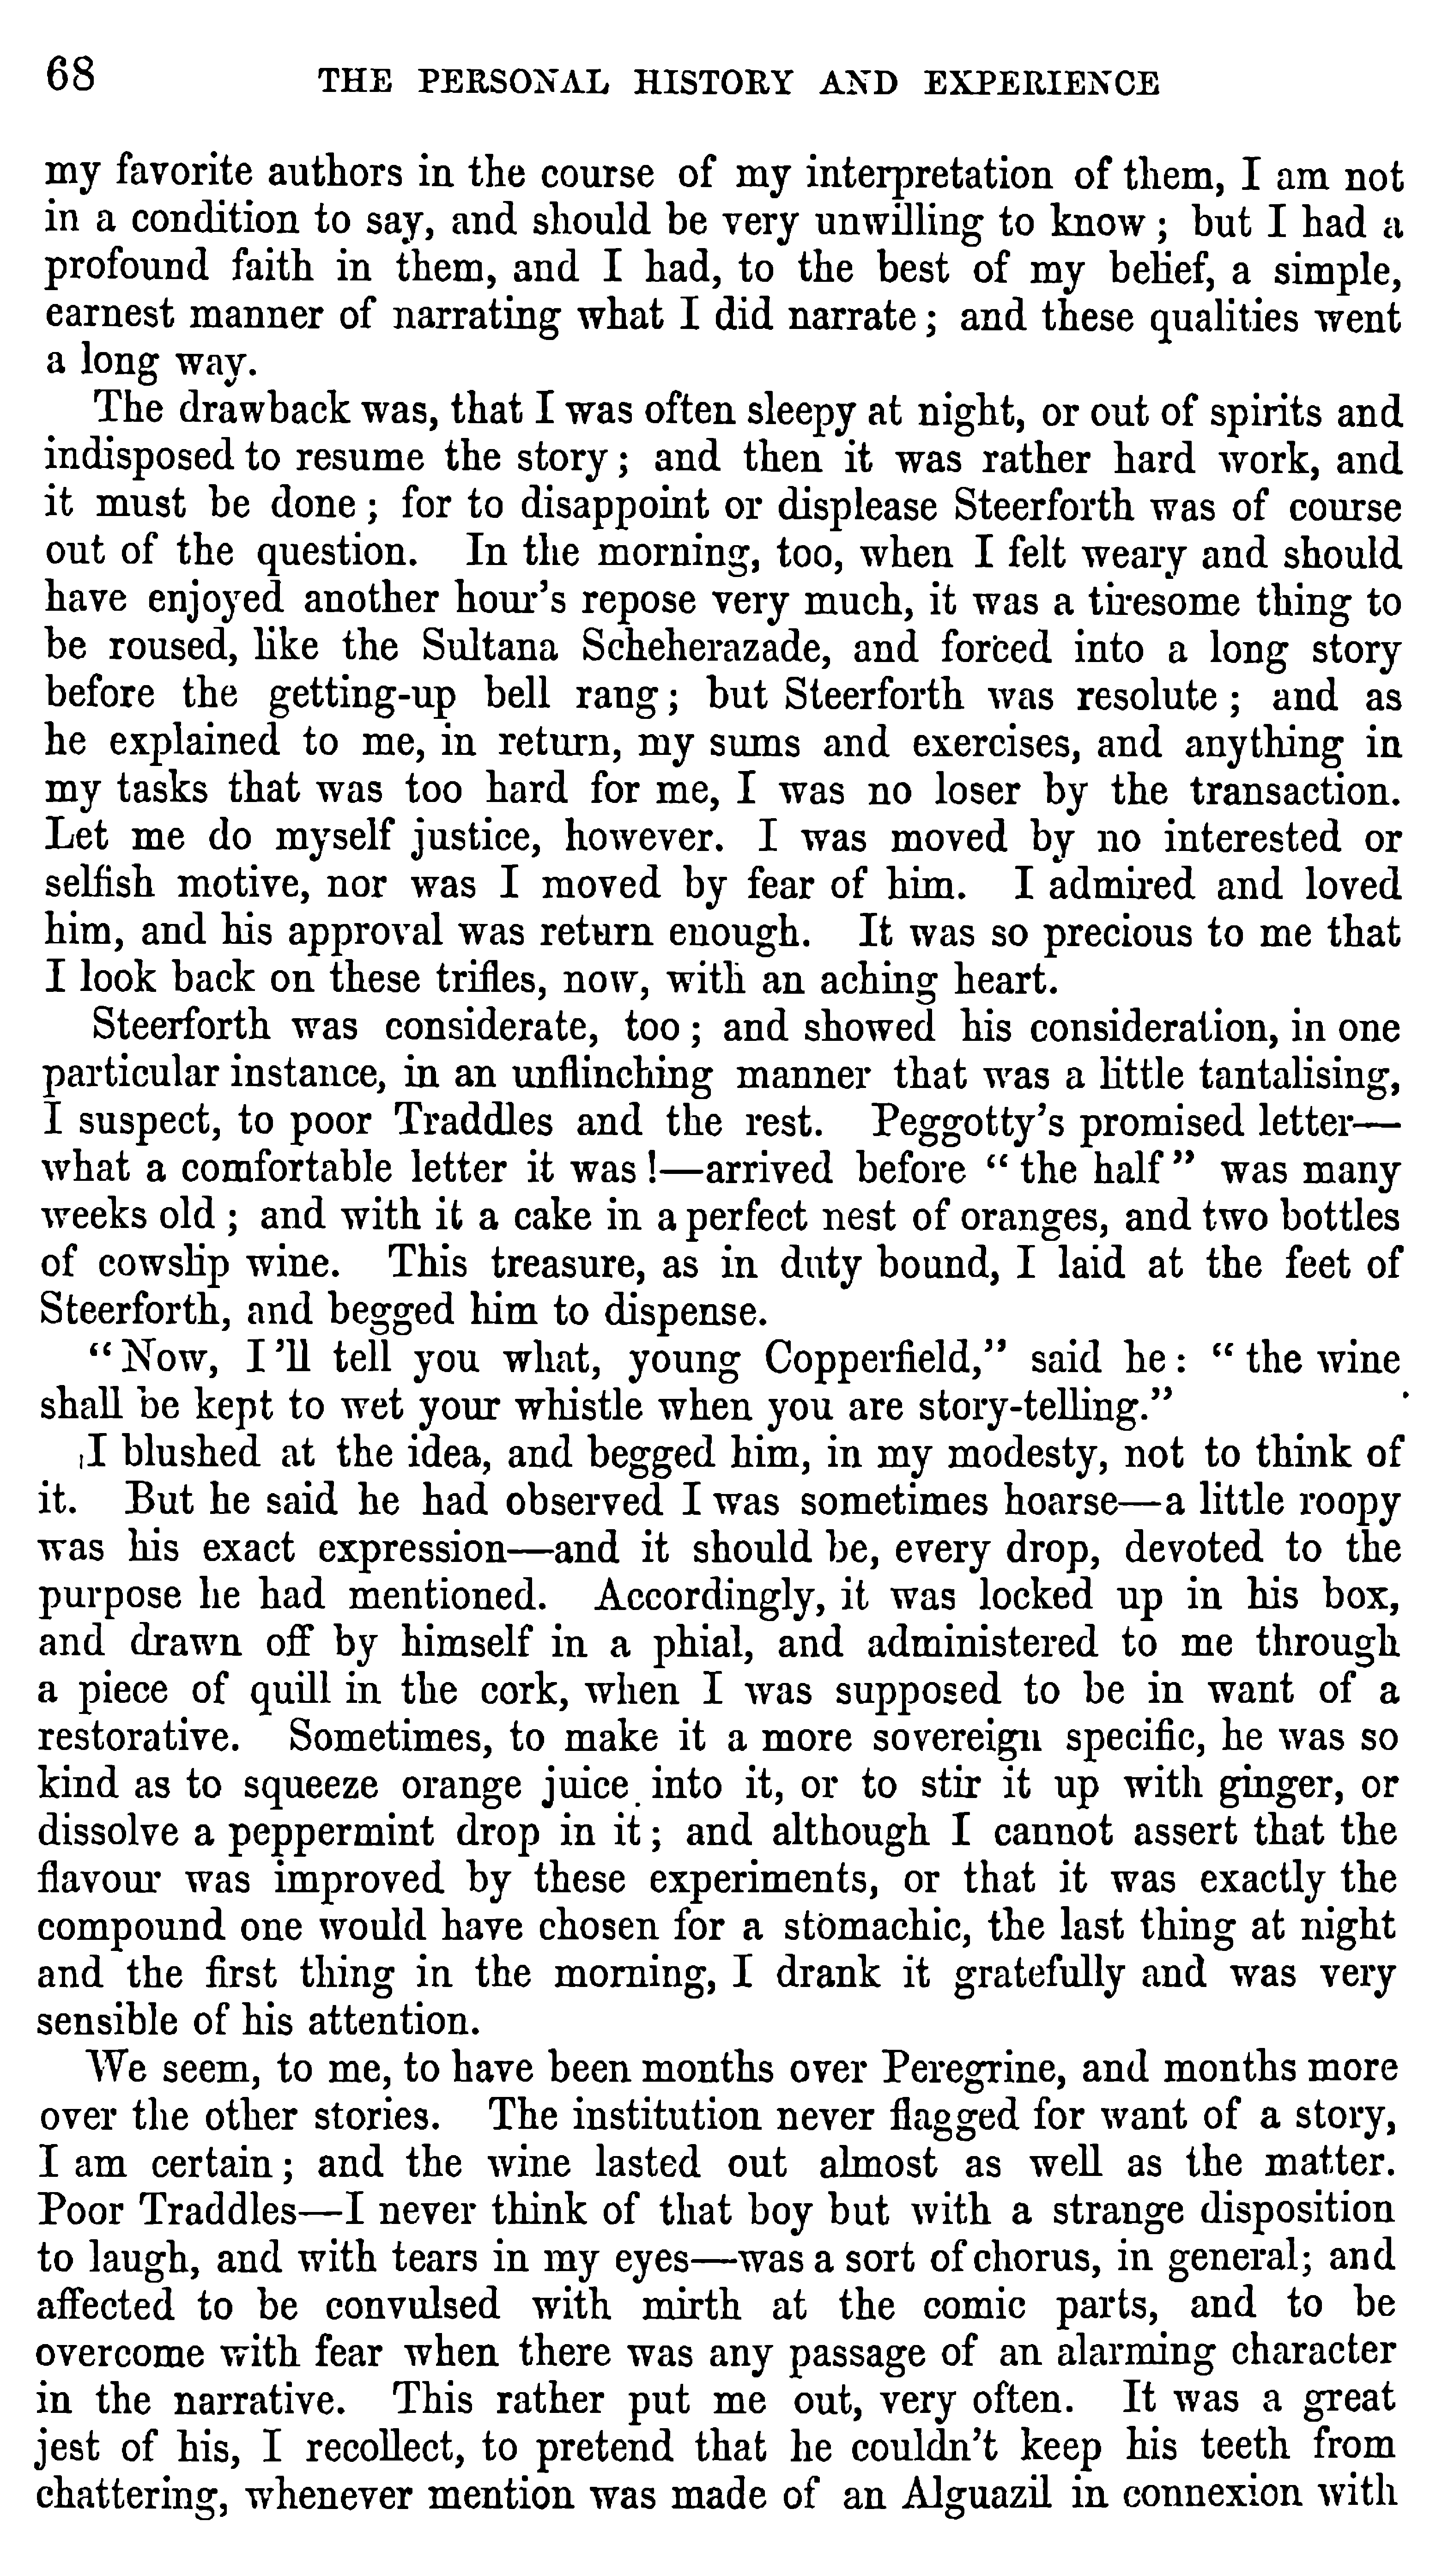 68 THE PERSONAL HISTORY AND EXPERIENCE
my favorite authors in the course of my interpretation of them, I am not
in a condition to say, and should be very unwilling to know ; but I had a
profound faith in them, and I had, to the best of my belief, a simple,
earnest manner of narrating what I did narrate ; and these qualities went
a long way.
The drawback was, that I was often sleepy at night, or out of spirits and
indisposed to resume the story ; and then it was rather hard work, and
it must be done ; for to disappoint or displease Steerforth was of course
out of the question. In the morning, too, when I felt weary and should
have enjoyed another hour's repose very much, it was a tiresome thing to
be roused, like the Sultana Scheherazade, and forced into a long story
before the getting-up bell rang ; but Steerforth was resolute ; and as
he explained to me, in return, my sums and exercises, and anything in
my tasks that was too hard for me, I was no loser by the transaction.
Let me do myself justice, however. I was moved by no interested or
selfish motive, nor was I moved by fear of him. I admired and loved
him, and his approval was return enough. It was so precious to me that
I look back on these trifles, now, with an aching heart.
Steerforth was considerate, too ; and showed his consideration, in one
particular instance, in an unflinching manner that was a little tantalising,
I suspect, to poor Traddles and the rest. Peggotty's promised letter—
what a comfortable letter it was !—arrived before “ the half ” was many
weeks old ; and with it a cake in a perfect nest of oranges, and two bottles
of cowslip wine. This treasure, as in duty bound, I laid at the feet of
Steerforth, and begged him to dispense.
“ Now, I 'll tell you what, young Copperfield,” said he : “ the wine
shall be kept to wet your whistle when you are story-telling.”
I blushed at the idea, and begged him, in my modesty, not to think of
it. But he said he had observed I was sometimes hoarse—a little roopy
was his exact expression—and it should be, every drop, devoted to the
purpose he had mentioned. Accordingly, it was locked up in his box,
and drawn off by himself in a phial, and administered to me through
a piece of quill in the cork, when I was supposed to be in want of a
restorative. Sometimes, to make it a more sovereign specific, he was so
kind as to squeeze orange juice into it, or to stir it up with ginger, or
dissolve a peppermint drop in it ; and although I cannot assert that the
flavour was improved by these experiments, or that it was exactly the
compound one would have chosen for a stomachic, the last thing at night
and the first thing in the morning, I drank it gratefully and was very
sensible of his attention.
We seem, to me, to have been months over Peregrine, and months more
over the other stories. The institution never flagged for want of a story,
I am certain ; and the wine lasted out almost as well as the matter.
Poor Traddles—I never think of that boy but with a strange disposition
to laugh, and with tears in my eyes—was a sort of chorus, in general; and
affected to be convulsed with mirth at the comic parts, and to be
overcome with fear when there was any passage of an alarming character
in the narrative. This rather put me out, very often. It was a great
jest of his, I recollect, to pretend that he couldn't keep his teeth from
chattering, whenever mention was made of an Alguazil in connexion with